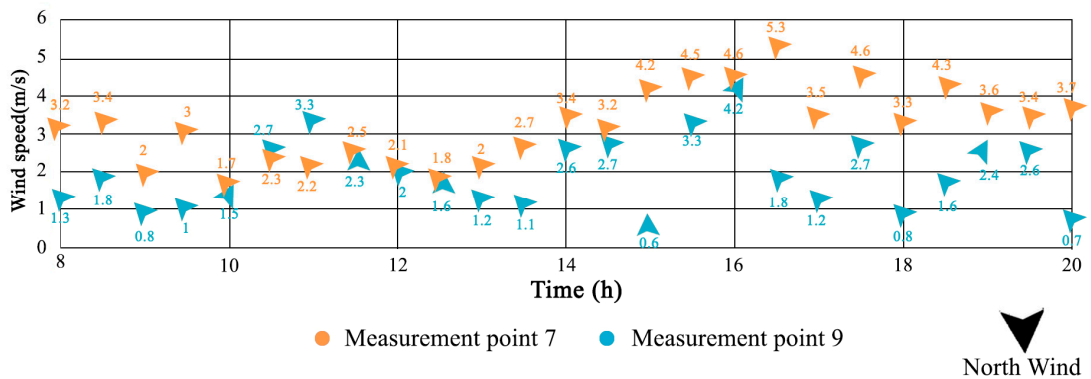 Wind speed(m/s)
6
5
4
3
2
1
0
5.3
4.2 4.5 4.6 4.6 4.3
3.2 3.4 3 3.3 3.4 3.2 4.2 3.5 3.3 3.6 3.4 3.7
2 1.7 2.7 2.5 2.1 1.8 2 2.7 3.3
1.8 2.3 2.2 2.3 2 1.6 2.6 2.7 2.7 2.4 2.6
1.3 0.8 1 1.5 1.2 1.1 0.6 1.8 1.2 0.8 1.6 0.7
8 10 12 14 16 18 20
Time (h)
Measurement point 7 Measurement point 9
North Wind